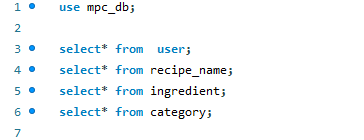 1 use mpc_db;
2
3 select* from  user;
4 select* from recipe_name;
5 select* from ingredient;
6 select* from category;
7